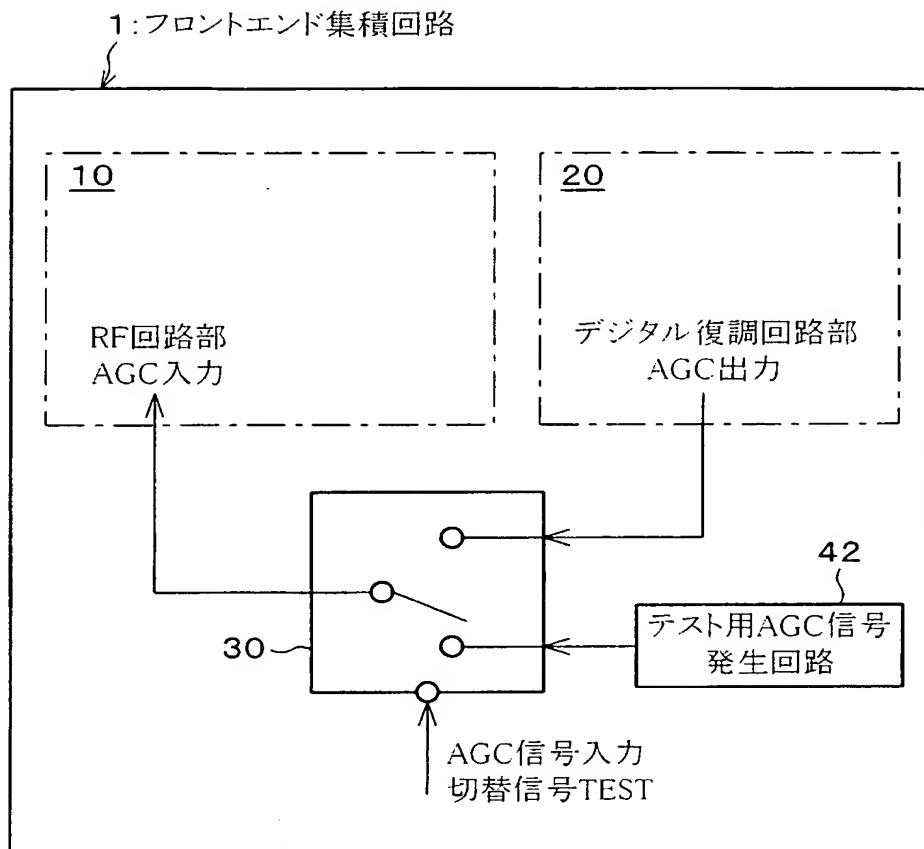 1:フロントエンド集積回路
10
20
RF回路部
AGC入力
デジタル復調回路部
AGC出力
42
テスト用AGC信号
発生回路
30
AGC信号入力
切替信号TEST